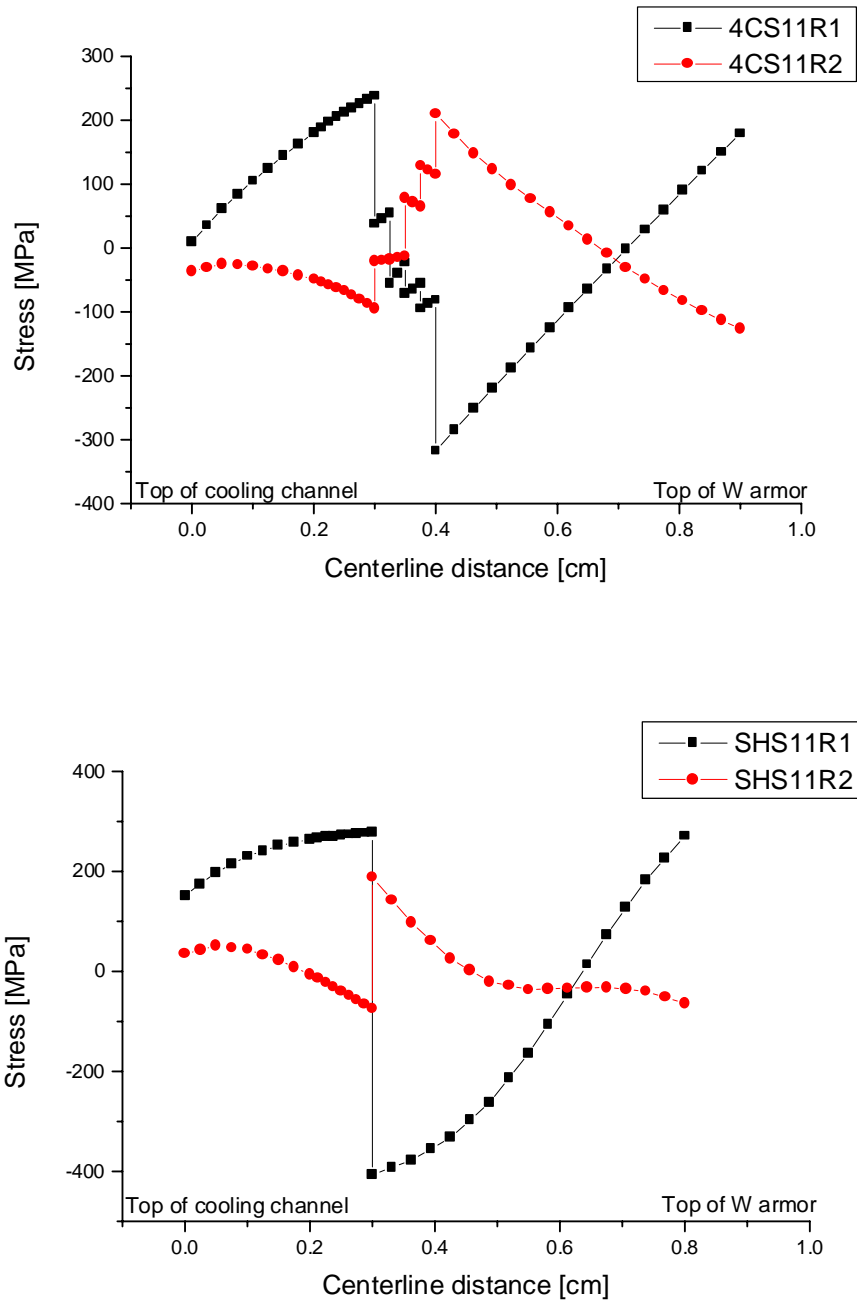 4CS11R1
4CS11R2
300
200
100
0
-100
-200
-300
-400
Stress [MPa]
Top of cooling channel
Top of W armor
0.0
0.2
0.4
0.6
0.8
1.0
Centerline distance [cm]
SHS11R1
SHS11R2
400
200
0
-200
-400
Stress [MPa]
Top of cooling channel
Top of W armor
0.0
0.2
0.4
0.6
0.8
1.0
Centerline distance [cm]